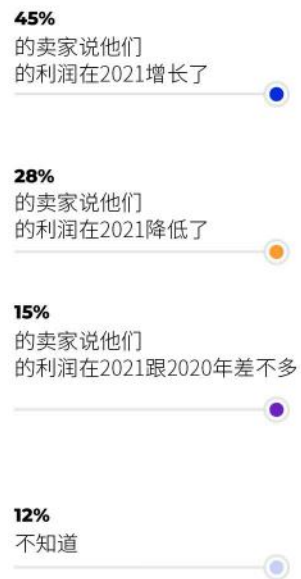 45%
的卖家说他们
的利润在2021增长了
28%
的卖家说他们
的利润在2021降低了
15%
的卖家说他们
的利润在2021跟2020年差不多
12%
不知道